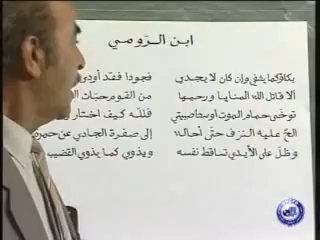 ابن الرومي
بكاؤكما يشفي وإن كان لا يجدي فجودا فقد أودى
ألا قاتل الله المنايا ورميها من القوم حبات
توخى حمام الموت أوسط صبيتي فلله كيف اختار
ألح عليه النزف حتى أحاله إلى صفرة الجادي عن حمرة
وظل على الأيدي تساقط نفسه ويذوي كما يذوي القضيب